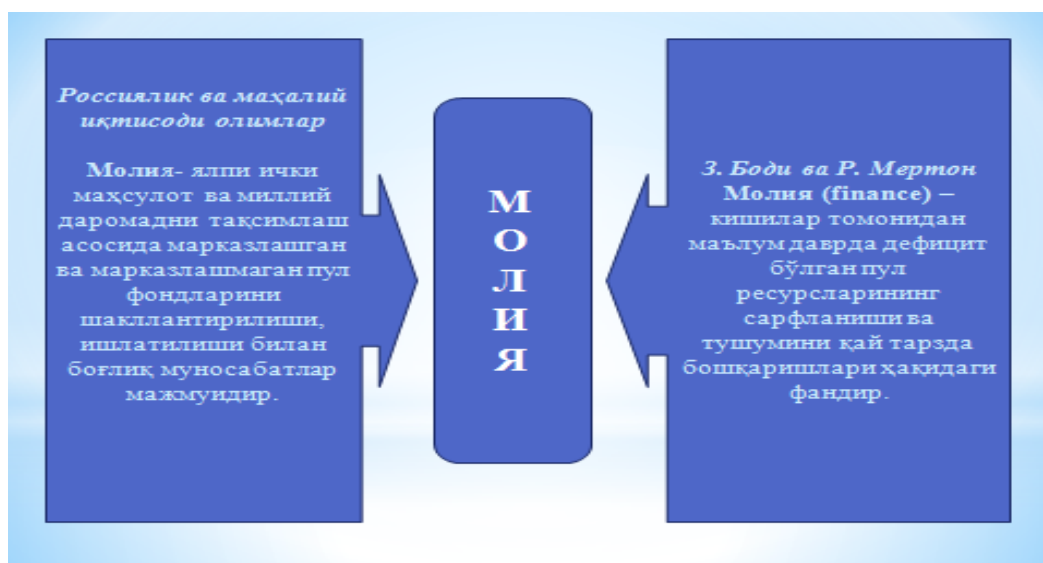 Россиялик ва маҳалий
иқтисоди олимлар
Молия- ялпи ички
маҳсулот ва миллий
даромадни тақсимлаш
асосида марказлашган
ва марказлашмаган пул
фондларини
шакллантирилиши,
ишлатилиши билан
боғлиқ муносабатлар
мажмуидир.
М
О
Л
И
Я
З. Боди ва Р. Мертон
Молия (finance) –
кишилар томонидан
маълум даврда дефицит
бўлган пул
ресурсларининг
сарфланиши ва
тушумини қай тарзда
бошқаришлари ҳақидаги
фандир.